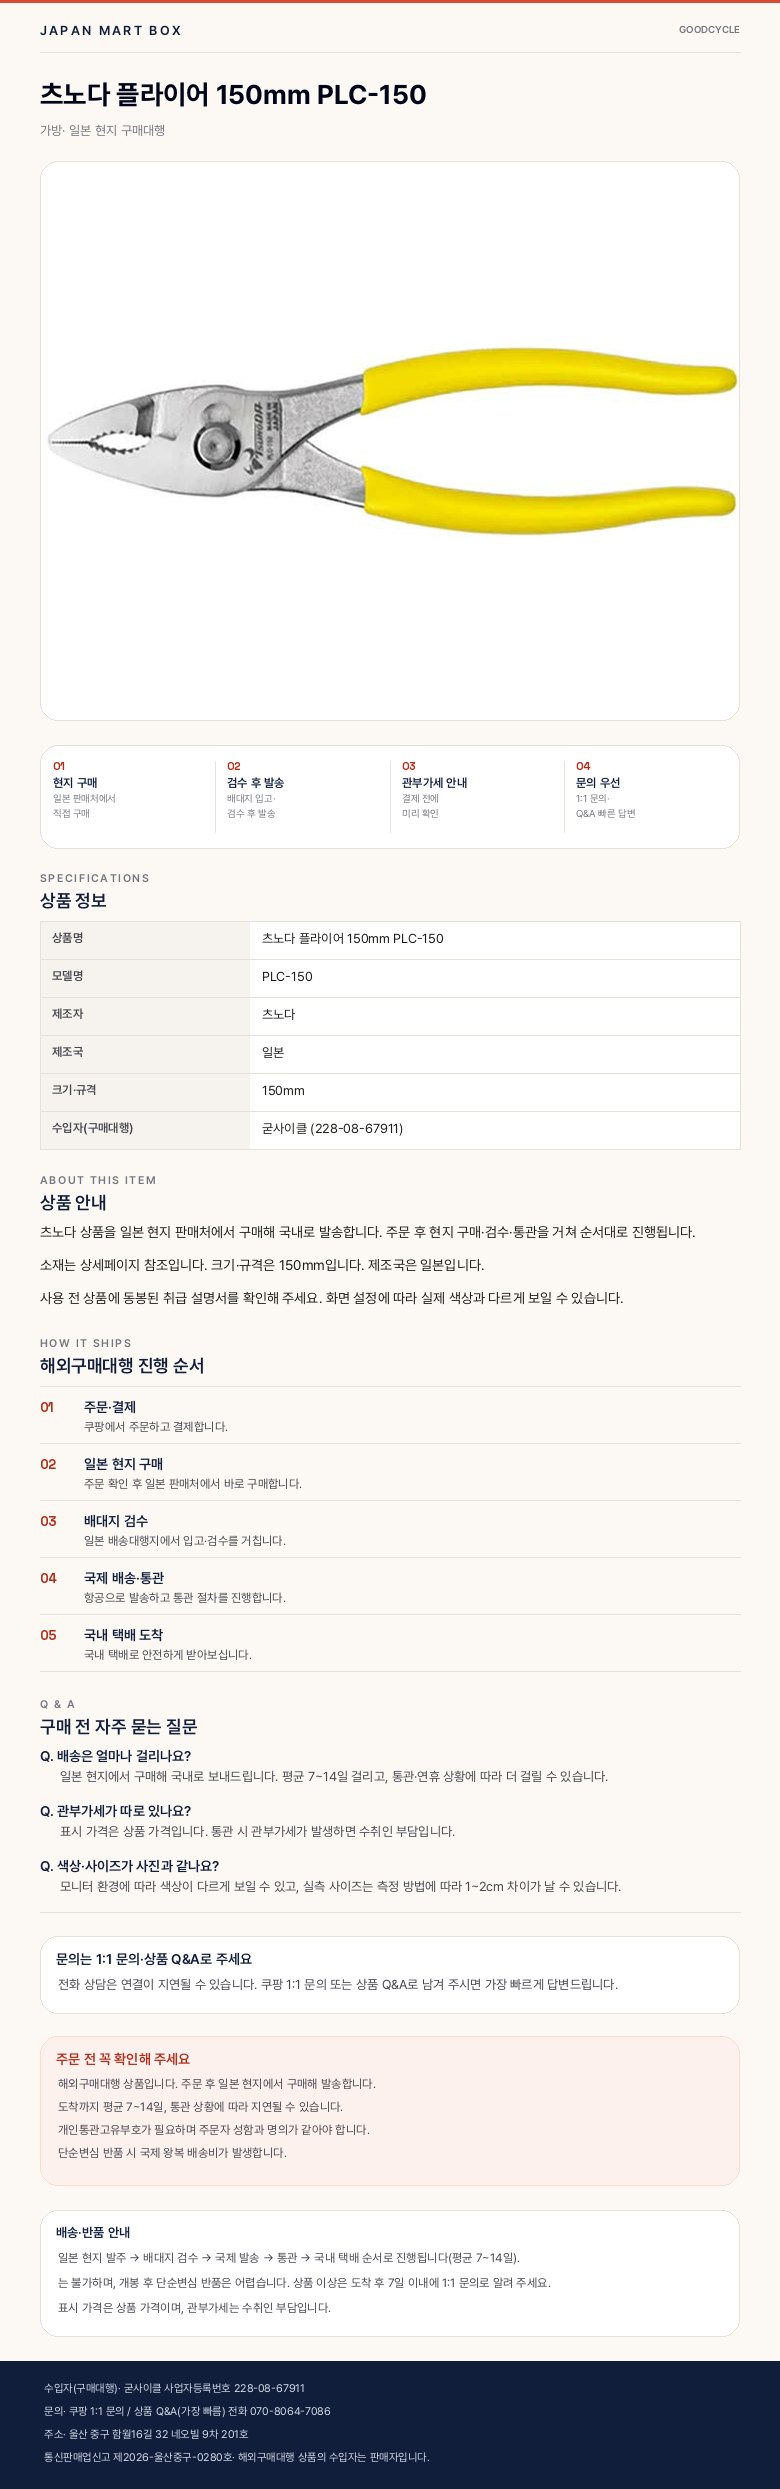 JAPAN MART BOX
GOODCYCLE
츠노다 플라이어 150mm PLC-150
가방· 일본 현지 구매대행
TSUNODA
PLC-150
MADE IN
JAPAN
01
현지 구매
일본 판매처에서
직접 구매
02
검수 후 발송
배대지 입고·
검수 후 발송
03
관부가세 안내
결제 전에
미리 확인
04
문의 우선
1:1 문의·
Q&A 빠른 답변
SPECIFICATIONS
상품 정보
상품명 츠노다 플라이어 150mm PLC-150
모델명 PLC-150
제조자 츠노다
제조국 일본
크기·규격 150mm
수입자(구매대행) 굳사이클 (228-08-67911)
ABOUT THIS ITEM
상품 안내
츠노다 상품을 일본 현지 판매처에서 구매해 국내로 발송합니다. 주문 후 현지 구매·검수·통관을 거쳐 순서대로 진행됩니다.
소재는 상세페이지 참조입니다. 크기·규격은 150mm입니다. 제조국은 일본입니다.
사용 전 상품에 동봉된 취급 설명서를 확인해 주세요. 화면 설정에 따라 실제 색상과 다르게 보일 수 있습니다.
HOW IT SHIPS
해외구매대행 진행 순서
01 주문·결제
쿠팡에서 주문하고 결제합니다.
02 일본 현지 구매
주문 확인 후 일본 판매처에서 바로 구매합니다.
03 배대지 검수
일본 배송대행지에서 입고·검수를 거칩니다.
04 국제 배송·통관
항공으로 발송하고 통관 절차를 진행합니다.
05 국내 택배 도착
국내 택배로 안전하게 받아보십니다.
Q & A
구매 전 자주 묻는 질문
Q. 배송은 얼마나 걸리나요?
일본 현지에서 구매해 국내로 보내드립니다. 평균 7~14일 걸리고, 통관·연휴 상황에 따라 더 걸릴 수 있습니다.
Q. 관부가세가 따로 있나요?
표시 가격은 상품 가격입니다. 통관 시 관부가세가 발생하면 수취인 부담입니다.
Q. 색상·사이즈가 사진과 같나요?
모니터 환경에 따라 색상이 다르게 보일 수 있고, 실측 사이즈는 측정 방법에 따라 1~2cm 차이가 날 수 있습니다.
문의는 1:1 문의·상품 Q&A로 주세요
전화 상담은 연결이 지연될 수 있습니다. 쿠팡 1:1 문의 또는 상품 Q&A로 남겨 주시면 가장 빠르게 답변드립니다.
주문 전 꼭 확인해 주세요
해외구매대행 상품입니다. 주문 후 일본 현지에서 구매해 발송합니다.
도착까지 평균 7~14일, 통관 상황에 따라 지연될 수 있습니다.
개인통관고유부호가 필요하며 주문자 성함과 명의가 같아야 합니다.
단순변심 반품 시 국제 왕복 배송비가 발생합니다.
배송·반품 안내
일본 현지 발주 → 배대지 검수 → 국제 발송 → 통관 → 국내 택배 순서로 진행됩니다(평균 7~14일).
는 불가하며, 개봉 후 단순변심 반품은 어렵습니다. 상품 이상은 도착 후 7일 이내에 1:1 문의로 알려 주세요.
표시 가격은 상품 가격이며, 관부가세는 수취인 부담입니다.
수입자(구매대행)· 굳사이클 사업자등록번호 228-08-67911
문의· 쿠팡 1:1 문의 / 상품 Q&A(가장 빠름) 전화 070-8064-7086
주소· 울산 중구 함월16길 32 네오빌 9차 201호
통신판매업신고 제2026-울산중구-0280호· 해외구매대행 상품의 수입자는 판매자입니다.